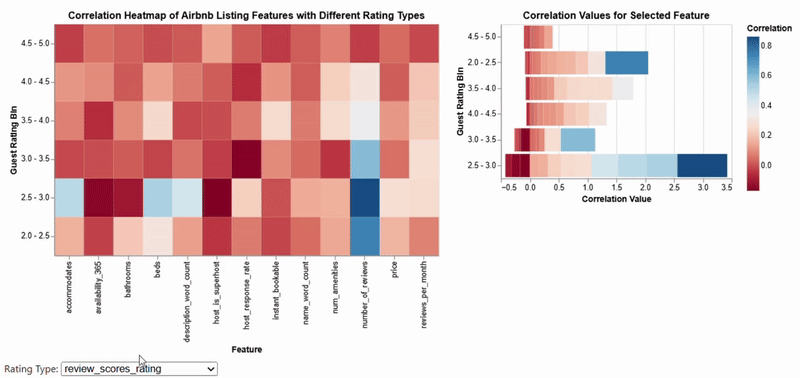 Correlation Heatmap of Airbnb Listing Features with Different Rating Types
Guest Rating Bin
4.5 - 5.0
4.0 - 4.5
3.5 - 4.0
3.0 - 3.5
2.5 - 3.0
2.0 - 2.5
accommodates
availability_365
bathrooms
beds
description_word_count
host_is_superhost
host_response_rate
instant_bookable
name_word_count
num_amenities
number_of_reviews
price
reviews_per_month
Feature
Correlation Values for Selected Feature
Guest Rating Bin
4.5 - 5.0
2.0 - 2.5
3.5 - 4.0
4.0 - 4.5
3.0 - 3.5
2.5 - 3.0
−0.5 0.0 0.5 1.0 1.5 2.0 2.5 3.0 3.5
Correlation Value
Correlation
0.8
0.6
0.4
0.2
0.0
Rating Type: review_scores_rating